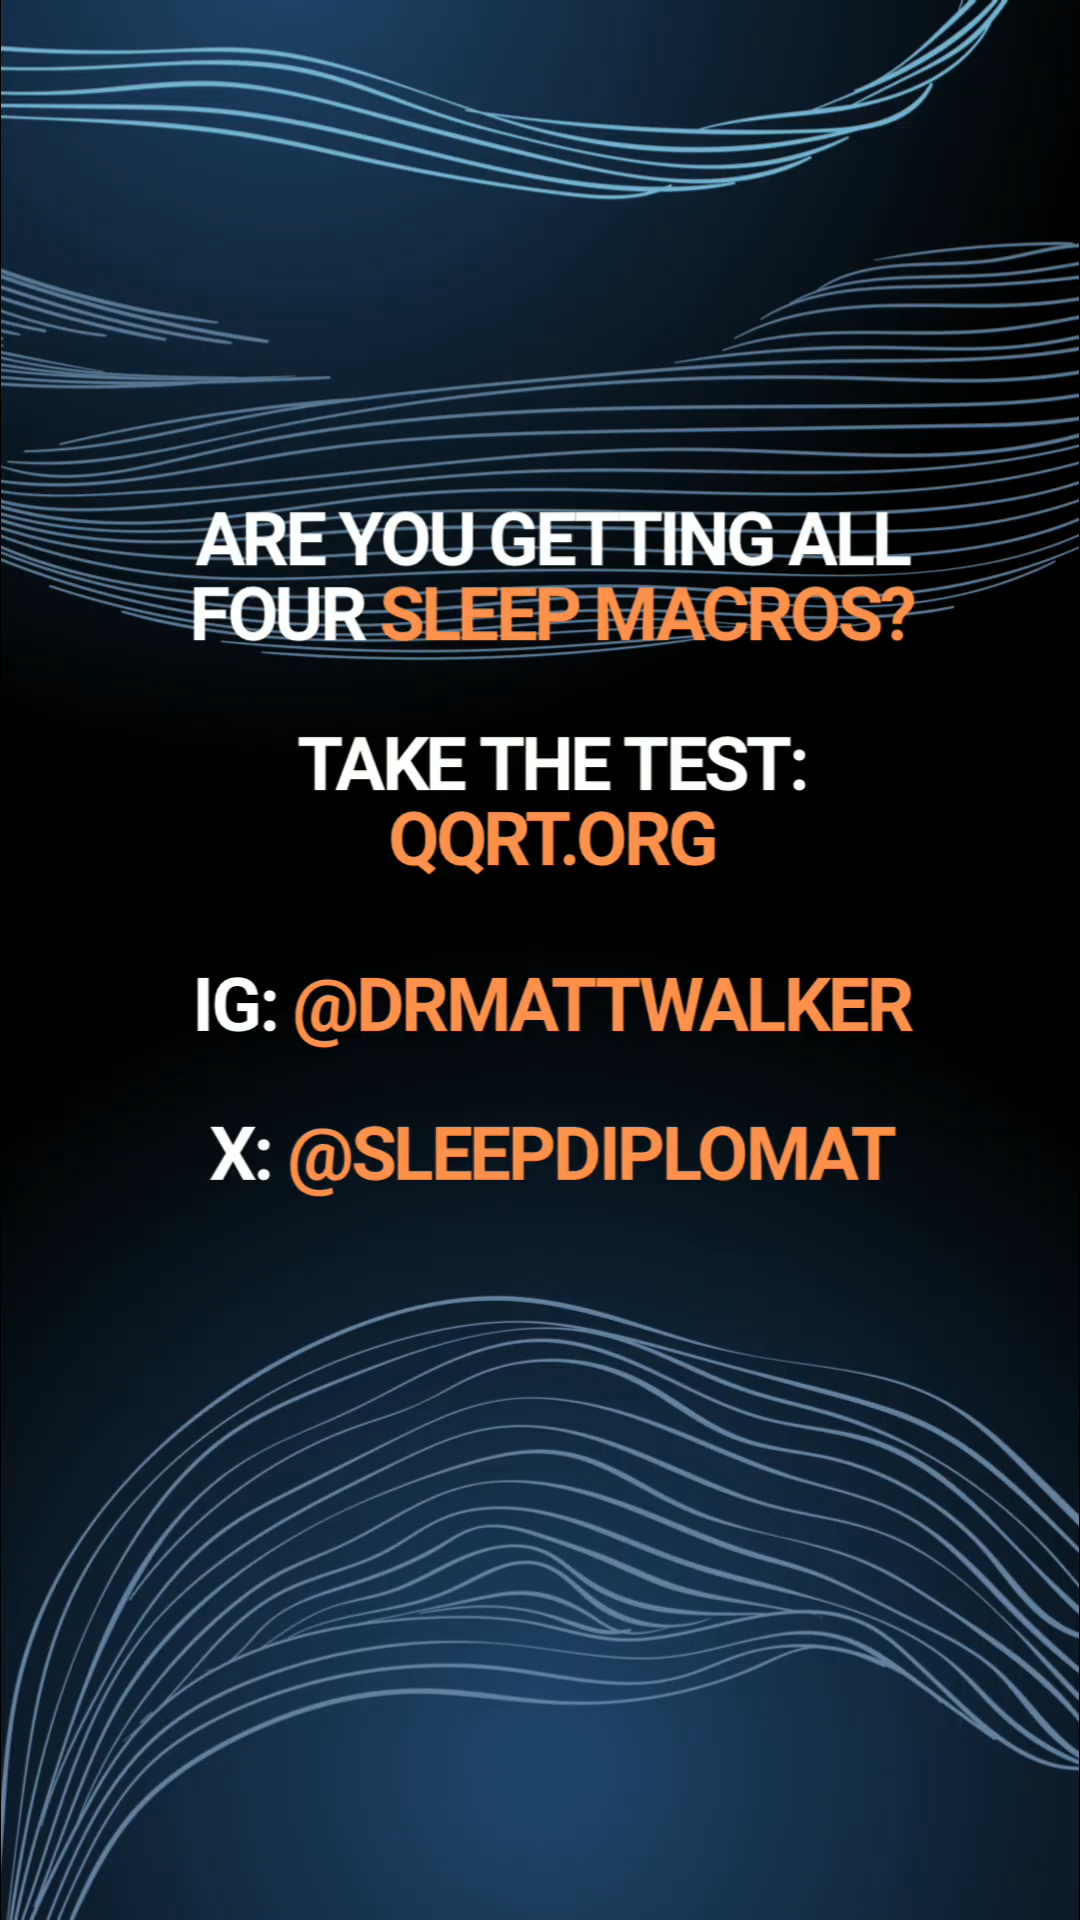 ARE YOU GETTING ALL
FOUR SLEEP MACROS?
TAKE THE TEST:
QQRT.ORG
IG: @DRMATTWALKER
X: @SLEEPDIPLOMAT